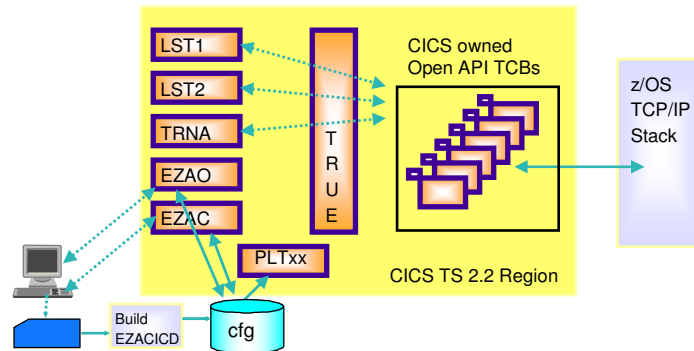 LST1
LST2
TRNA
EZAO
EZAC
PLTxx
T
R
U
E
CICS owned
Open API TCBs
CICS TS 2.2 Region
z/OS
TCP/IP
Stack
Build
EZACICD
cfg